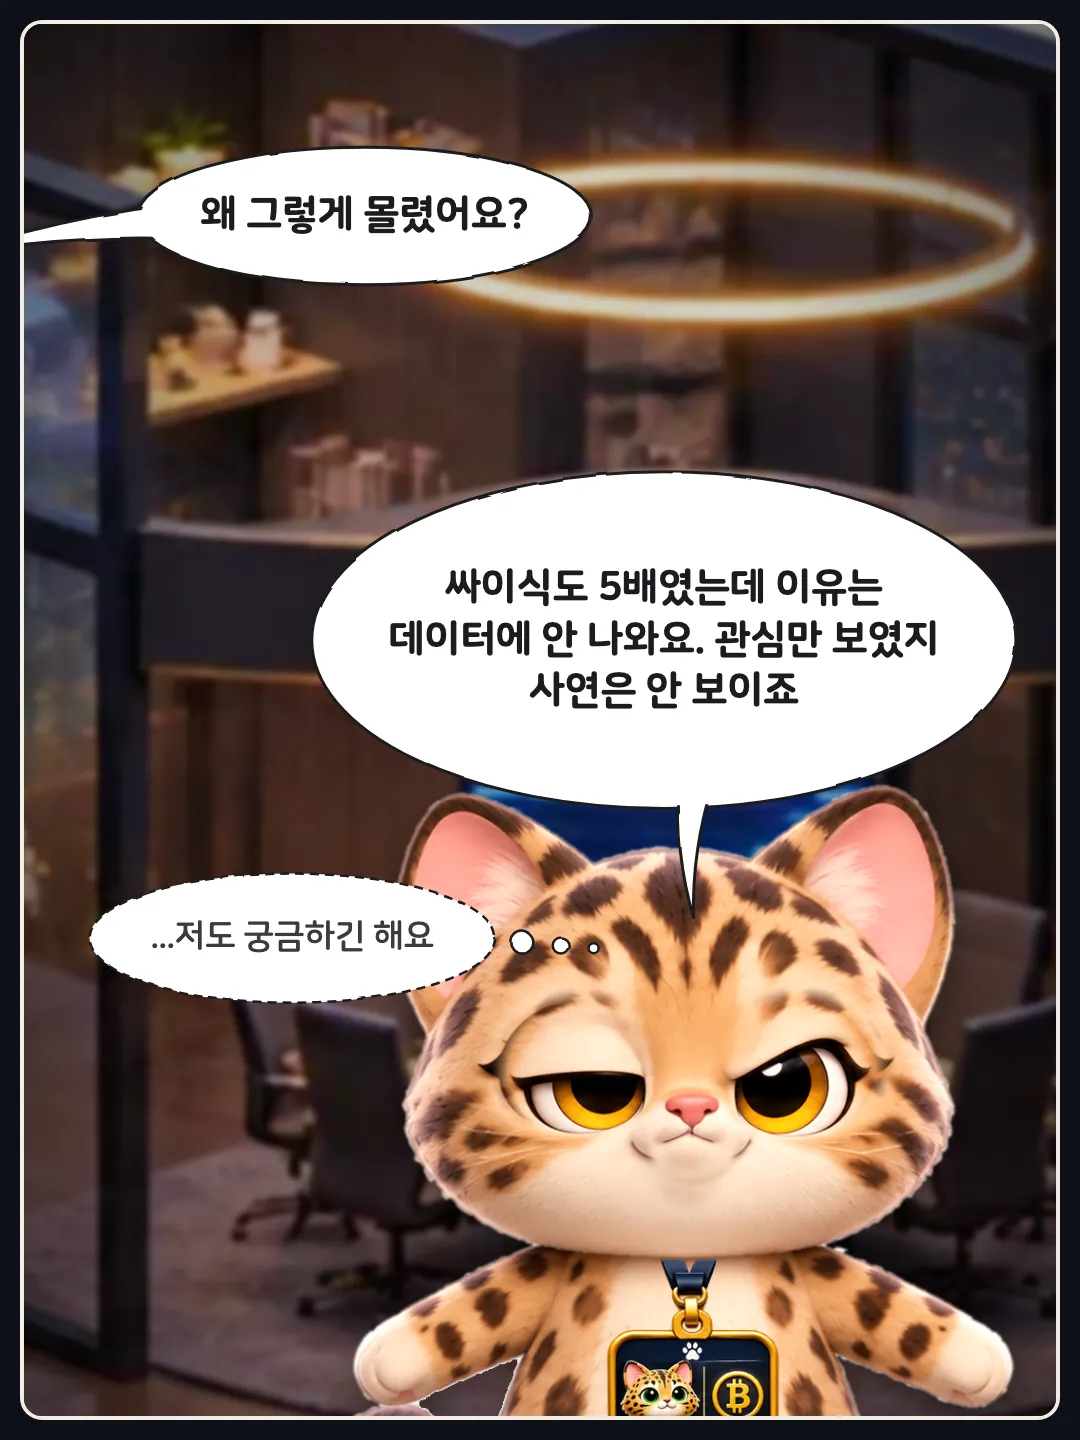 왜 그렇게 몰렸어요?
싸이식도 5배였는데 이유는
데이터에 안 나와요. 관심만 보였지
사연은 안 보이죠
...저도 궁금하긴 해요